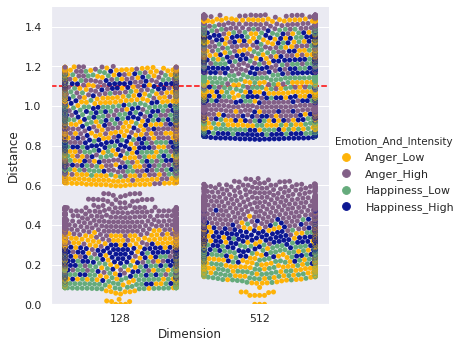 1.4
1.2
1.0
0.8
0.6
0.4
0.2
0.0
Distance
128
512
Dimension
Emotion_And_Intensity
Anger_Low
Anger_High
Happiness_Low
Happiness_High